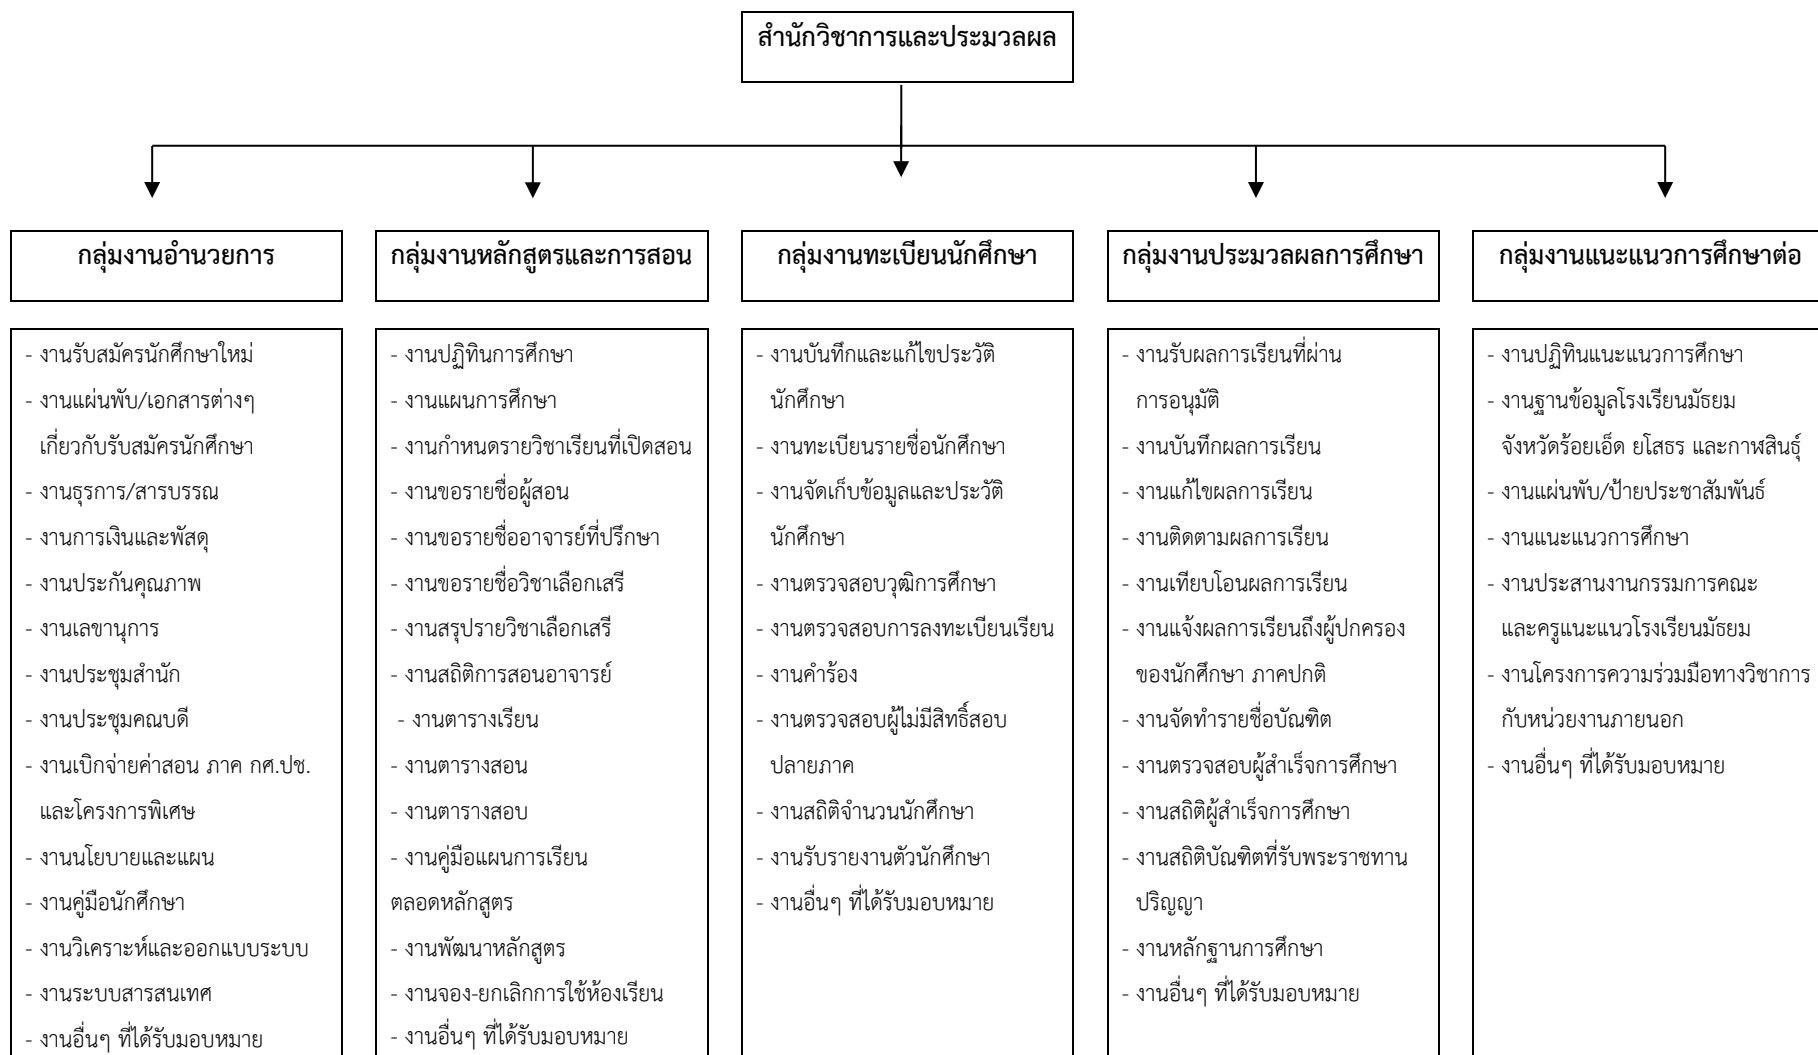 สำนักวิชาการและประมวลผล
กลุ่มงานอำนวยการ
- งานรับสมัครนักศึกษาใหม่
- งานแผ่นพับ/เอกสารต่างๆ
เกี่ยวกับรับสมัครนักศึกษา
- งานธุรการ/สารบรรณ
- งานการเงินและพัสดุ
- งานประกันคุณภาพ
- งานเลขานุการ
- งานประชุมสำนัก
- งานประชุมคณบดี
- งานเบิกจ่ายค่าสอน ภาค กศ.ปช.
และโครงการพิเศษ
- งานนโยบายและแผน
- งานคู่มือนักศึกษา
- งานวิเคราะห์และออกแบบระบบ
- งานระบบสารสนเทศ
- งานอื่นๆ ที่ได้รับมอบหมาย
กลุ่มงานหลักสูตรและการสอน
- งานปฏิทินการศึกษา
- งานแผนการศึกษา
- งานกำหนดรายวิชาเรียนที่เปิดสอน
- งานขอรายชื่อผู้สอน
- งานขอรายชื่ออาจารย์ที่ปรึกษา
- งานขอรายชื่อวิชาเลือกเสรี
- งานสรุปรายวิชาเลือกเสรี
- งานสถิติการสอนอาจารย์
- งานตารางเรียน
- งานตารางสอน
- งานตารางสอบ
- งานคู่มือแผนการเรียน
ตลอดหลักสูตร
- งานพัฒนาหลักสูตร
- งานจอง-ยกเลิกการใช้ห้องเรียน
- งานอื่นๆ ที่ได้รับมอบหมาย
กลุ่มงานทะเบียนนักศึกษา
- งานบันทึกและแก้ไขประวัติ
นักศึกษา
- งานทะเบียนรายชื่อนักศึกษา
- งานจัดเก็บข้อมูลและประวัติ
นักศึกษา
- งานตรวจสอบวุฒิการศึกษา
- งานตรวจสอบการลงทะเบียนเรียน
- งานคำร้อง
- งานตรวจสอบผู้ไม่มีสิทธิ์สอบ
ปลายภาค
- งานสถิติจำนวนนักศึกษา
- งานรับรายงานตัวนักศึกษา
- งานอื่นๆ ที่ได้รับมอบหมาย
กลุ่มงานประมวลผลการศึกษา
- งานรับผลการเรียนที่ผ่าน
การอนุมัติ
- งานบันทึกผลการเรียน
- งานแก้ไขผลการเรียน
- งานติดตามผลการเรียน
- งานเทียบโอนผลการเรียน
- งานแจ้งผลการเรียนถึงผู้ปกครอง
ของนักศึกษา ภาคปกติ
- งานจัดทำรายชื่อบัณฑิต
- งานตรวจสอบผู้สำเร็จการศึกษา
- งานสถิติผู้สำเร็จการศึกษา
- งานสถิติบัณฑิตที่รับพระราชทาน
ปริญญา
- งานหลักฐานการศึกษา
- งานอื่นๆ ที่ได้รับมอบหมาย
กลุ่มงานแนะแนวการศึกษาต่อ
- งานปฏิทินแนะแนวการศึกษา
- งานฐานข้อมูลโรงเรียนมัธยม
จังหวัดร้อยเอ็ด ยโสธร และกาฬสินธุ์
- งานแผ่นพับ/ป้ายประชาสัมพันธ์
- งานแนะแนวการศึกษา
- งานประสานงานกรรมการคณะ
และครูแนะแนวโรงเรียนมัธยม
- งานโครงการความร่วมมือทางวิชาการ
กับหน่วยงานภายนอก
- งานอื่นๆ ที่ได้รับมอบหมาย